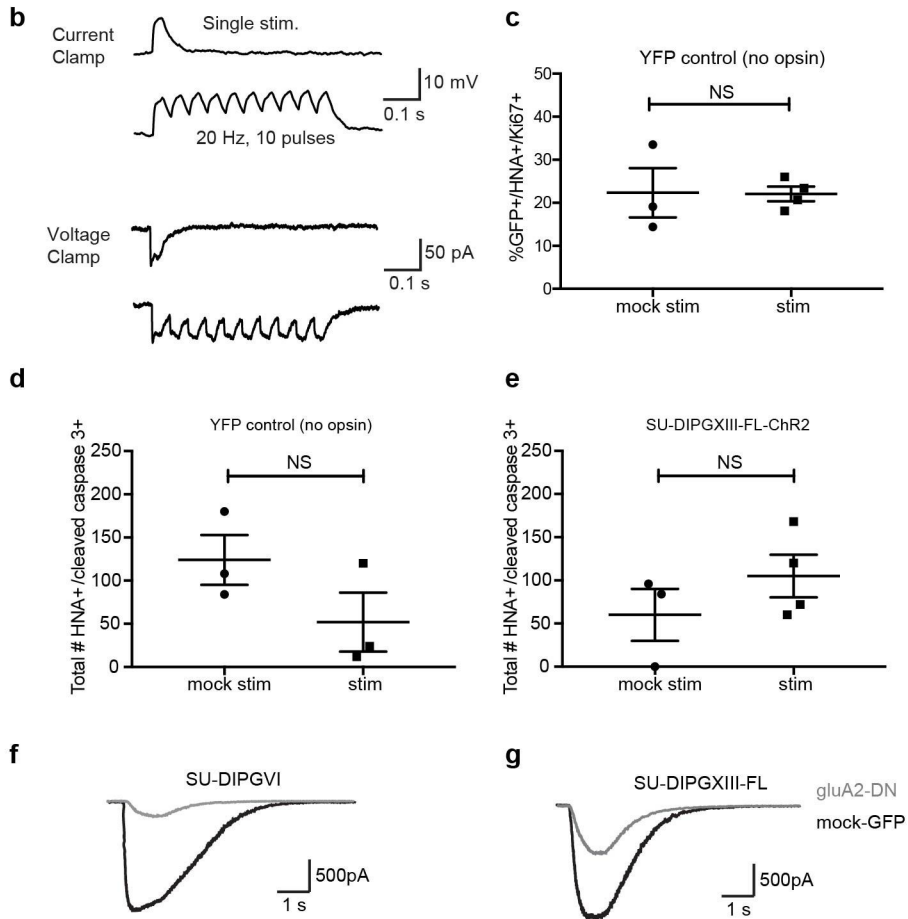 b
Current
Clamp
Single stim.
10 mV
0.1 s
20 Hz, 10 pulses
Voltage
Clamp
50 pA
0.1 s
c
YFP control (no opsin)
NS
%GFP+/HNA+/Ki67+
50
40
30
20
10
0
mock stim
stim
d
YFP control (no opsin)
NS
Total # HNA+/cleaved caspase 3+
250
200
150
100
50
0
mock stim
stim
e
SU-DIPGXIII-FL-ChR2
NS
Total # HNA+/cleaved caspase 3+
250
200
150
100
50
0
mock stim
stim
f
SU-DIPGVI
500pA
1 s
g
SU-DIPGXIII-FL
gluA2-DN
mock-GFP
500pA
1 s